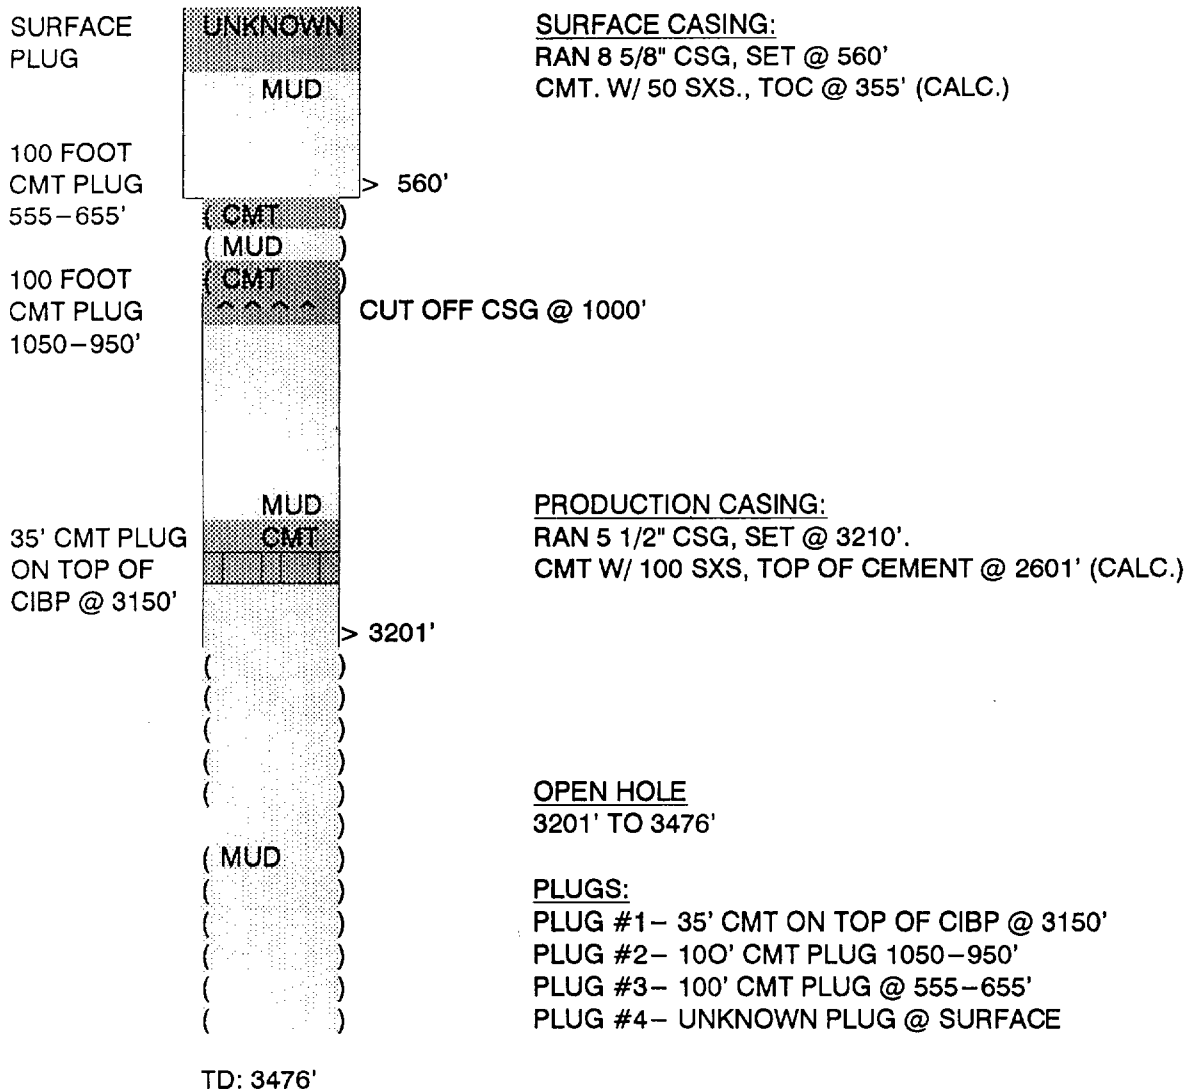 SURFACE
PLUG
UNKNOWN
MUD
100 FOOT
CMT PLUG
555–655'
> 560'
( CMT )
( MUD )
( CMT )
100 FOOT
CMT PLUG
1050–950'
^ ^ ^ ^
CUT OFF CSG @ 1000'
MUD
35' CMT PLUG
ON TOP OF
CIBP @ 3150'
CMT
> 3201'
( )
( )
( )
( )
( )
)
( MUD )
( )
( )
( )
( )
( )
TD: 3476'
SURFACE CASING:
RAN 8 5/8" CSG, SET @ 560'
CMT. W/ 50 SXS., TOC @ 355' (CALC.)
PRODUCTION CASING:
RAN 5 1/2" CSG, SET @ 3210'.
CMT W/ 100 SXS, TOP OF CEMENT @ 2601' (CALC.)
OPEN HOLE
3201' TO 3476'
PLUGS:
PLUG #1– 35' CMT ON TOP OF CIBP @ 3150'
PLUG #2– 10O' CMT PLUG 1050–950'
PLUG #3– 100' CMT PLUG @ 555–655'
PLUG #4– UNKNOWN PLUG @ SURFACE